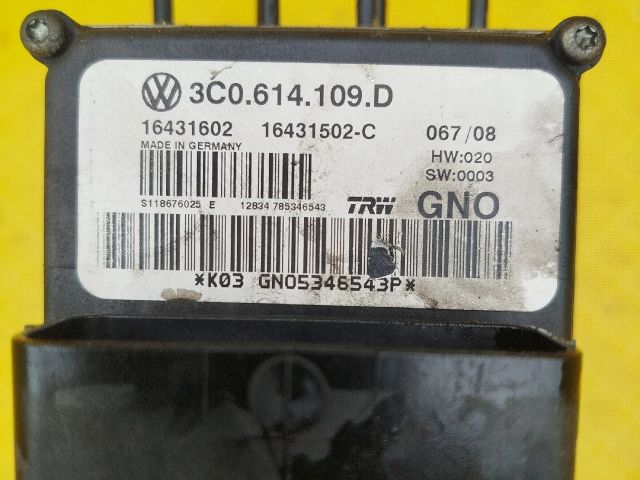 3C0.614.109.D
16431602 16431502-C 067/08
MADE IN GERMANY HW:020
SW:0003
S118676025 E 12834 785346543 TRW GNO
*K03 GNO5346543P*